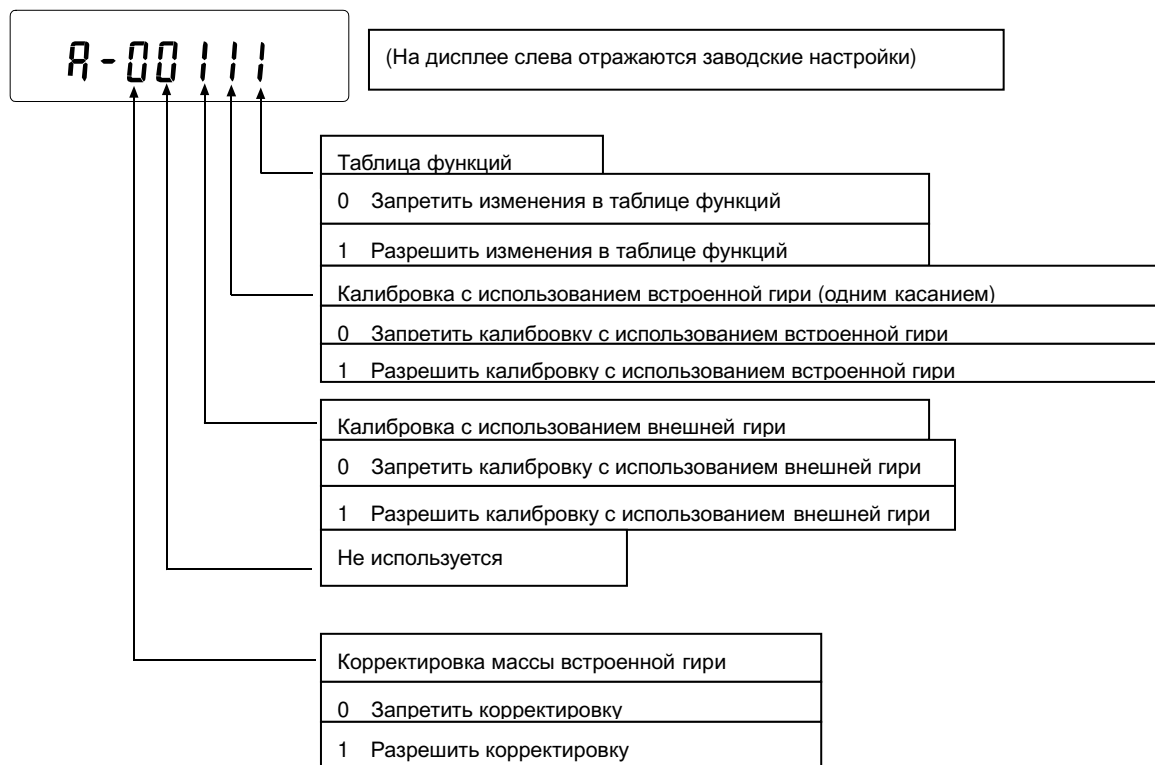 A-00111
(На дисплее слева отражаются заводские настройки)
Таблица функций
0 Запретить изменения в таблице функций
1 Разрешить изменения в таблице функций
Калибровка с использованием встроенной гири (одним касанием)
0 Запретить калибровку с использованием встроенной гири
1 Разрешить калибровку с использованием встроенной гири
Калибровка с использованием внешней гири
0 Запретить калибровку с использованием внешней гири
1 Разрешить калибровку с использованием внешней гири
Не используется
Корректировка массы встроенной гири
0 Запретить корректировку
1 Разрешить корректировку